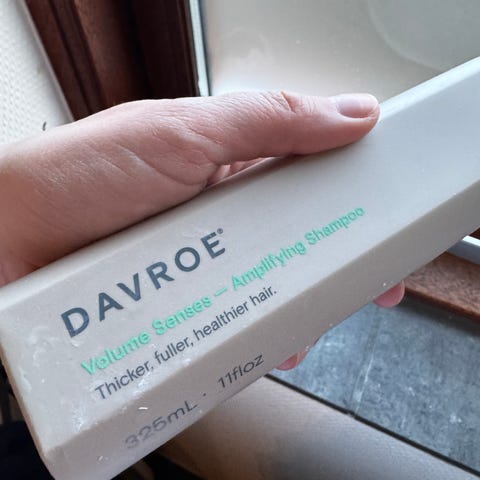 DAVROE®
Volume Senses — Amplifying Shampoo
Thicker, fuller, healthier hair.
325mL · 11floz